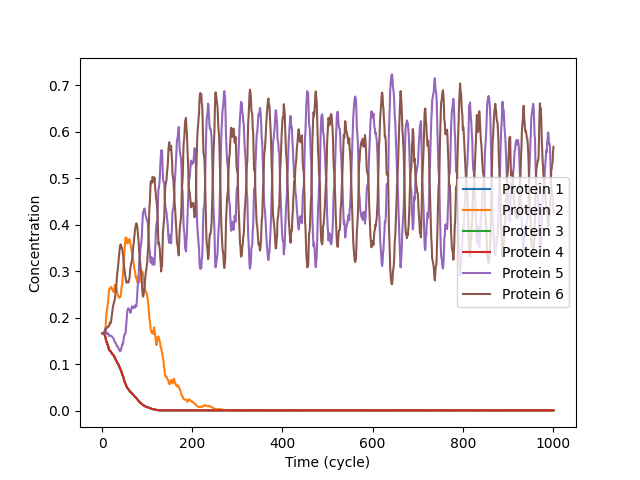 Concentration
0.7
0.6
0.5
0.4
0.3
0.2
0.1
0.0
Protein 1
Protein 2
Protein 3
Protein 4
Protein 5
Protein 6
0 200 400 600 800 1000
Time (cycle)